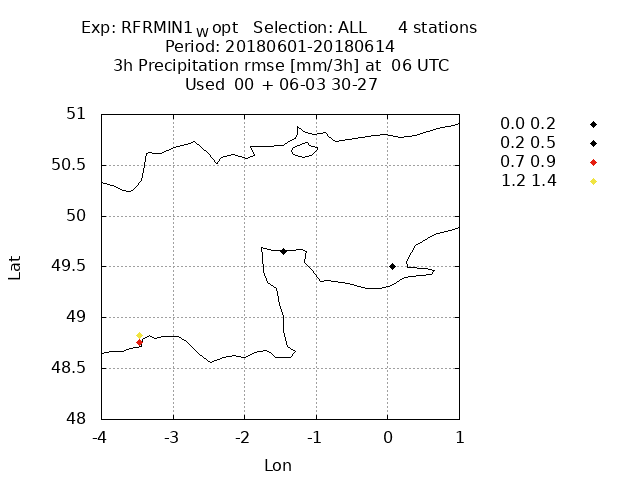 Exp: RFRMIN1_W opt   Selection: ALL      4 stations
Period: 20180601-20180614
3h Precipitation rmse [mm/3h] at  06 UTC
Used  00 + 06-03 30-27
0.0 0.2
0.2 0.5
0.7 0.9
1.2 1.4
51
50.5
50
49.5
49
48.5
48
Lat
-4 -3 -2 -1 0 1
Lon